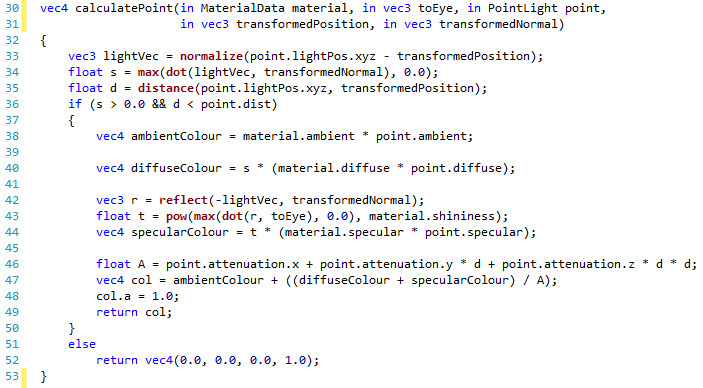 30 vec4 calculatePoint(in MaterialData material, in vec3 toEye, in PointLight point,
31                     in vec3 transformedPosition, in vec3 transformedNormal)
32 {
33     vec3 lightVec = normalize(point.lightPos.xyz - transformedPosition);
34     float s = max(dot(lightVec, transformedNormal), 0.0);
35     float d = distance(point.lightPos.xyz, transformedPosition);
36     if (s > 0.0 && d < point.dist)
37     {
38         vec4 ambientColour = material.ambient * point.ambient;
39
40         vec4 diffuseColour = s * (material.diffuse * point.diffuse);
41
42         vec3 r = reflect(-lightVec, transformedNormal);
43         float t = pow(max(dot(r, toEye), 0.0), material.shininess);
44         vec4 specularColour = t * (material.specular * point.specular);
45
46         float A = point.attenuation.x + point.attenuation.y * d + point.attenuation.z * d * d;
47         vec4 col = ambientColour + ((diffuseColour + specularColour) / A);
48         col.a = 1.0;
49         return col;
50     }
51     else
52         return vec4(0.0, 0.0, 0.0, 1.0);
53 }